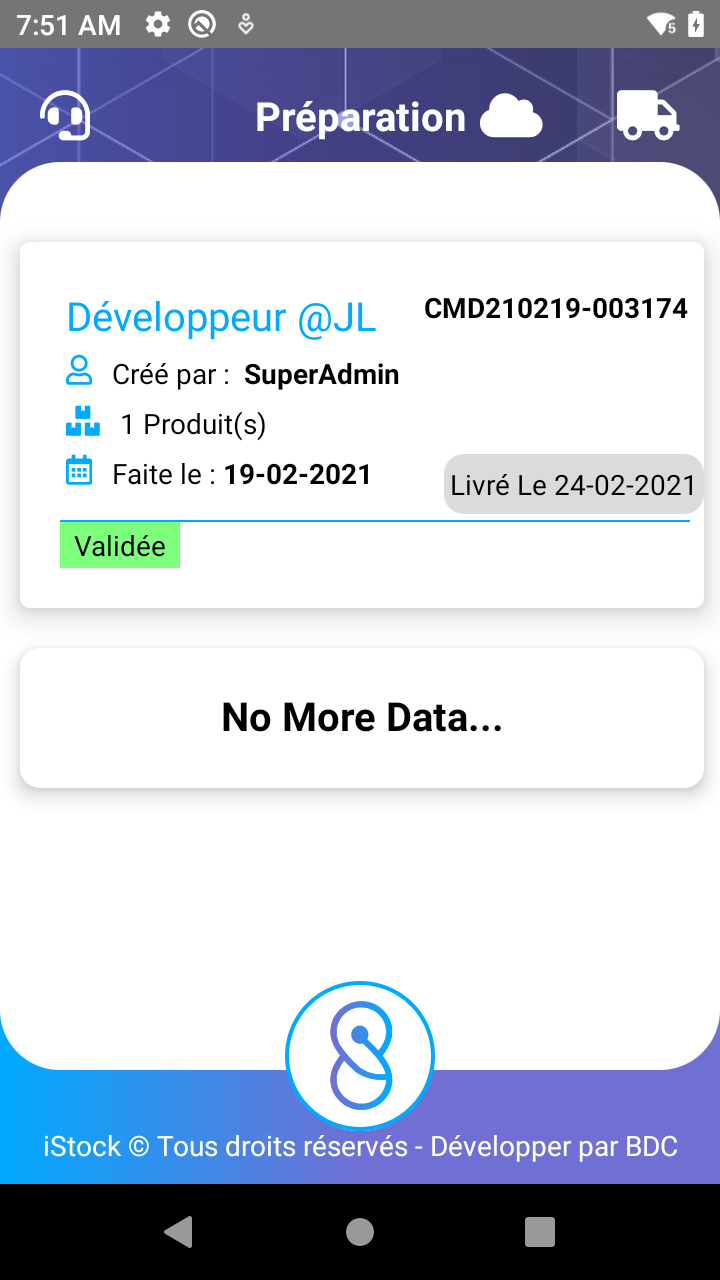 7:51 AM
Préparation
Développeur @JL
CMD210219-003174
Créé par : SuperAdmin
1 Produit(s)
Faite le : 19-02-2021
Livré Le 24-02-2021
Validée
No More Data...
iStock © Tous droits réservés - Développer par BDC